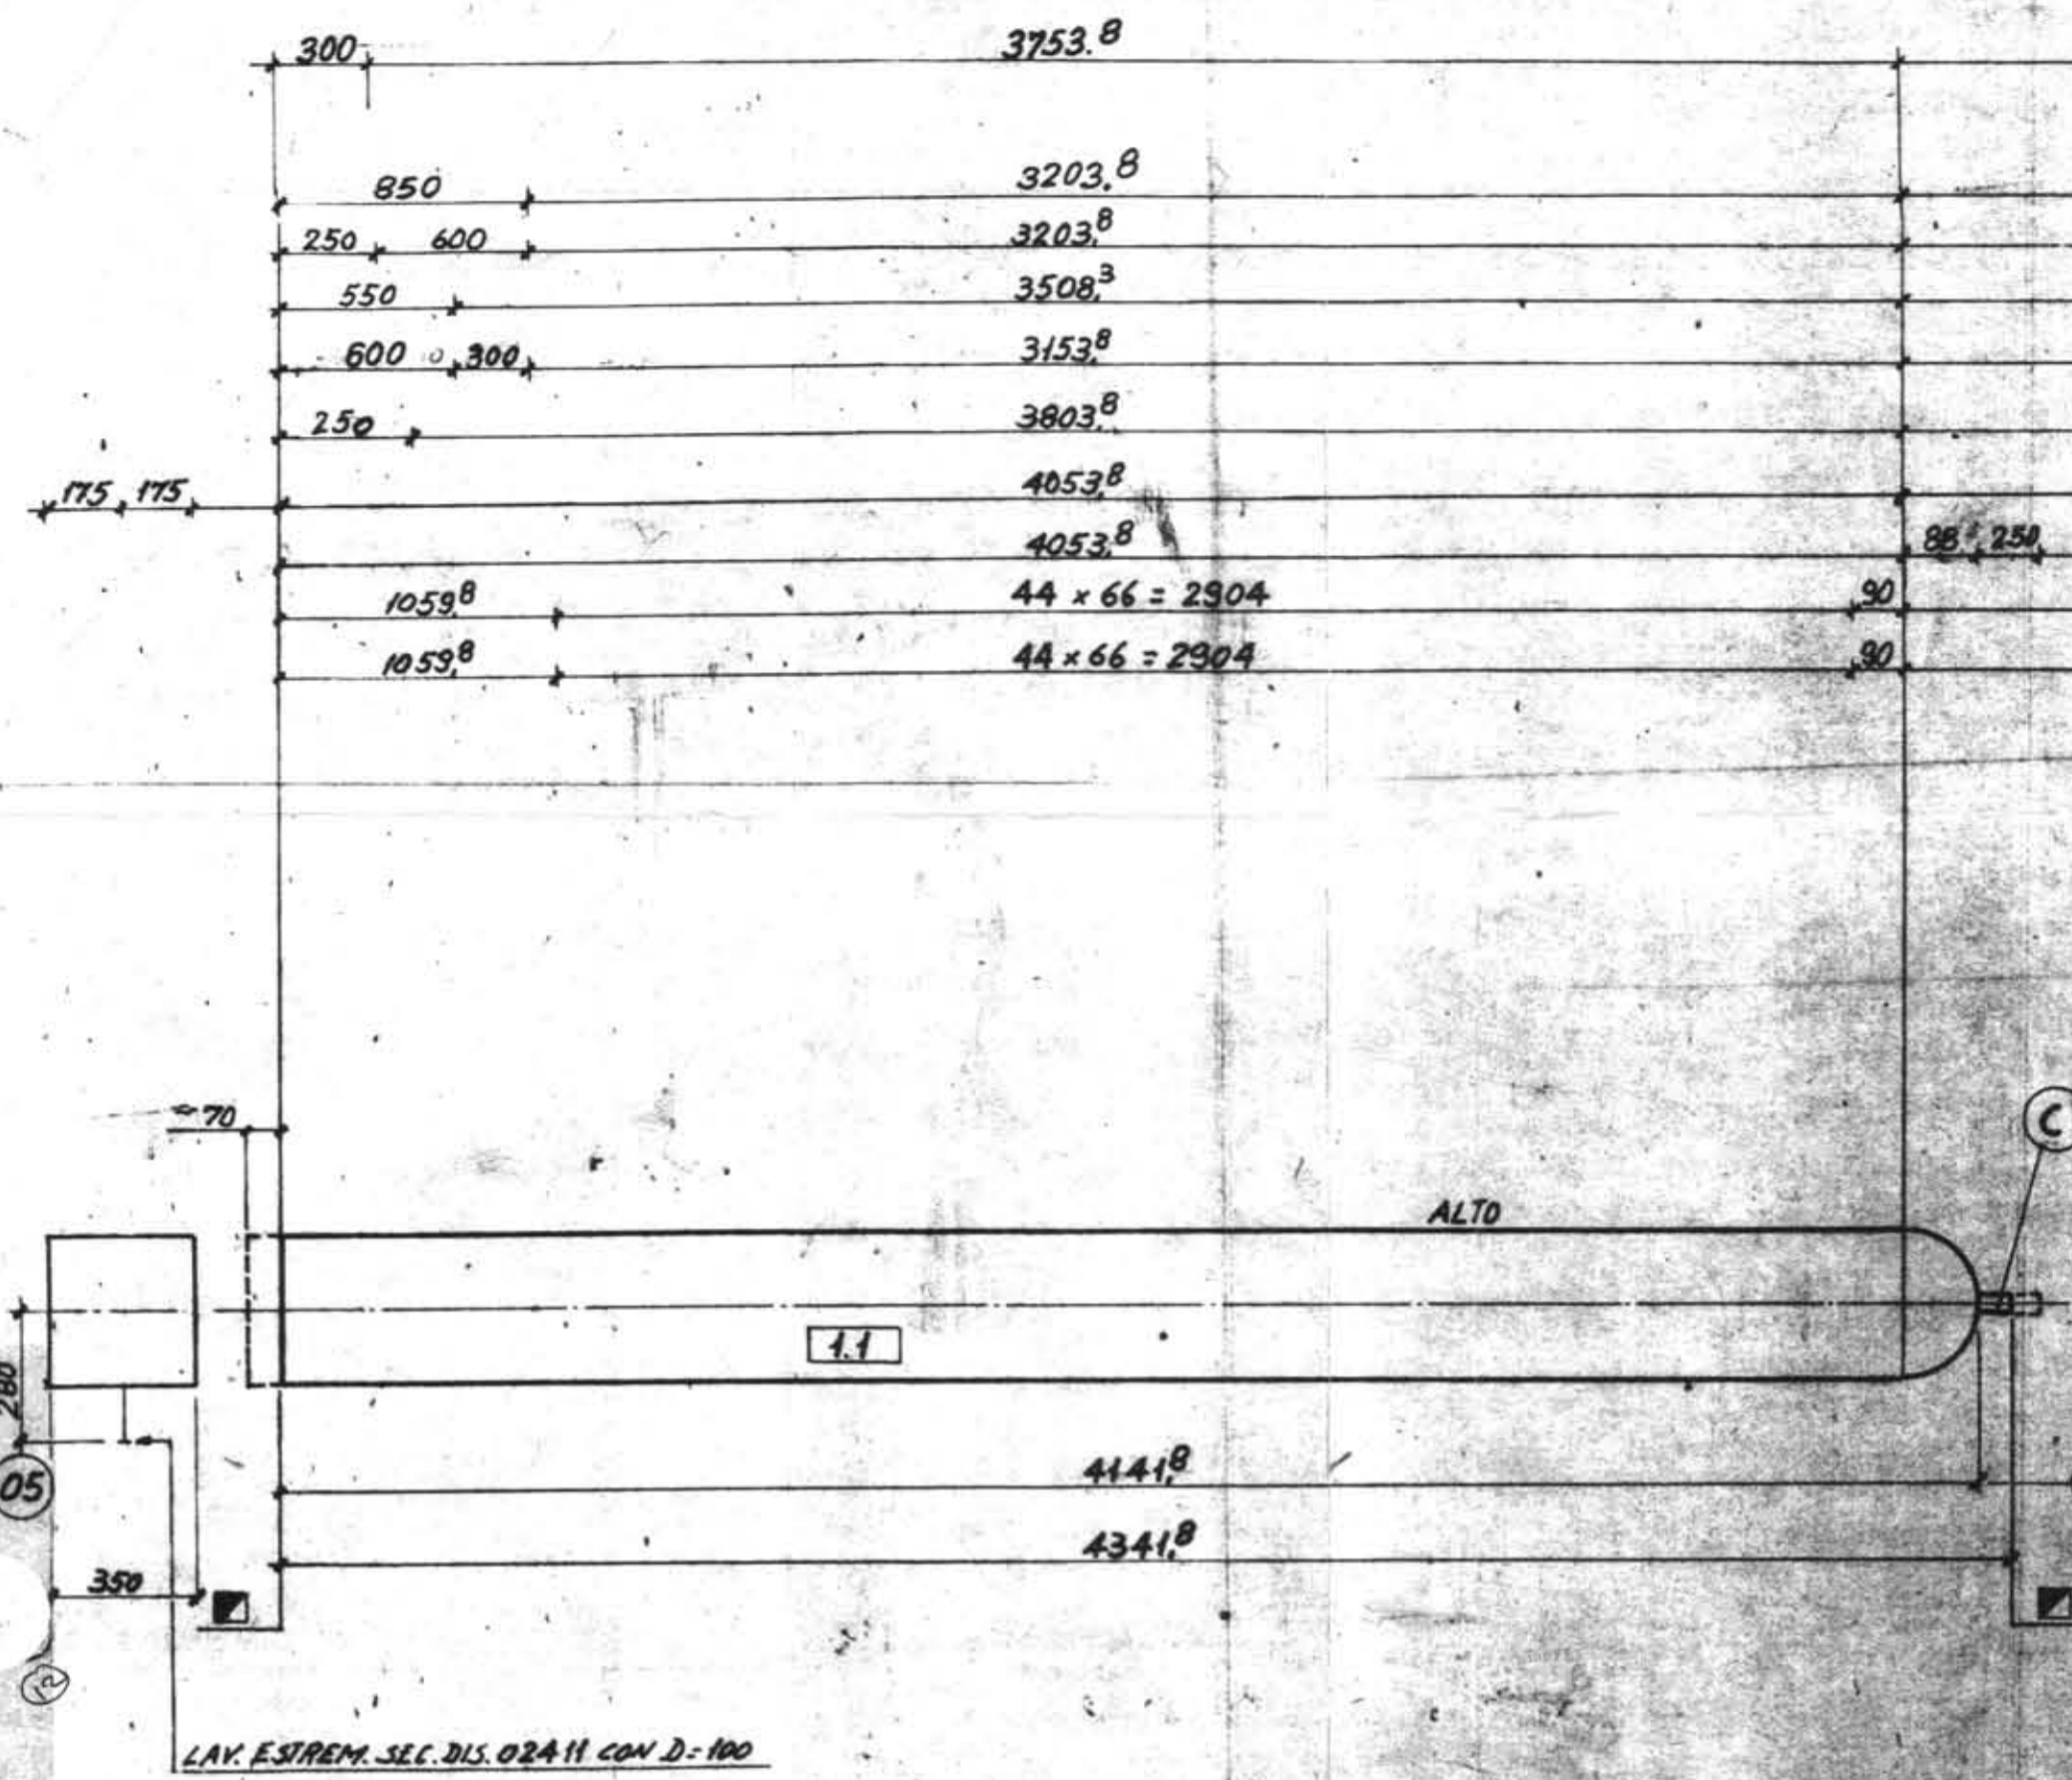 300 3753.8
850 3203,8
250 600 3203,8
550 3508,3
600 300 3153,8
250 3803,8
175 175 4053,8
4053,8 88 250
1059,8 44 x 66 = 2904 90
1059,8 44 x 66 = 2904 90
70
C
ALTO
1.1
280
4141,8
05
4341,8
350
12
LAV. ESTREM. SEC. DIS. 02411 CON D=100